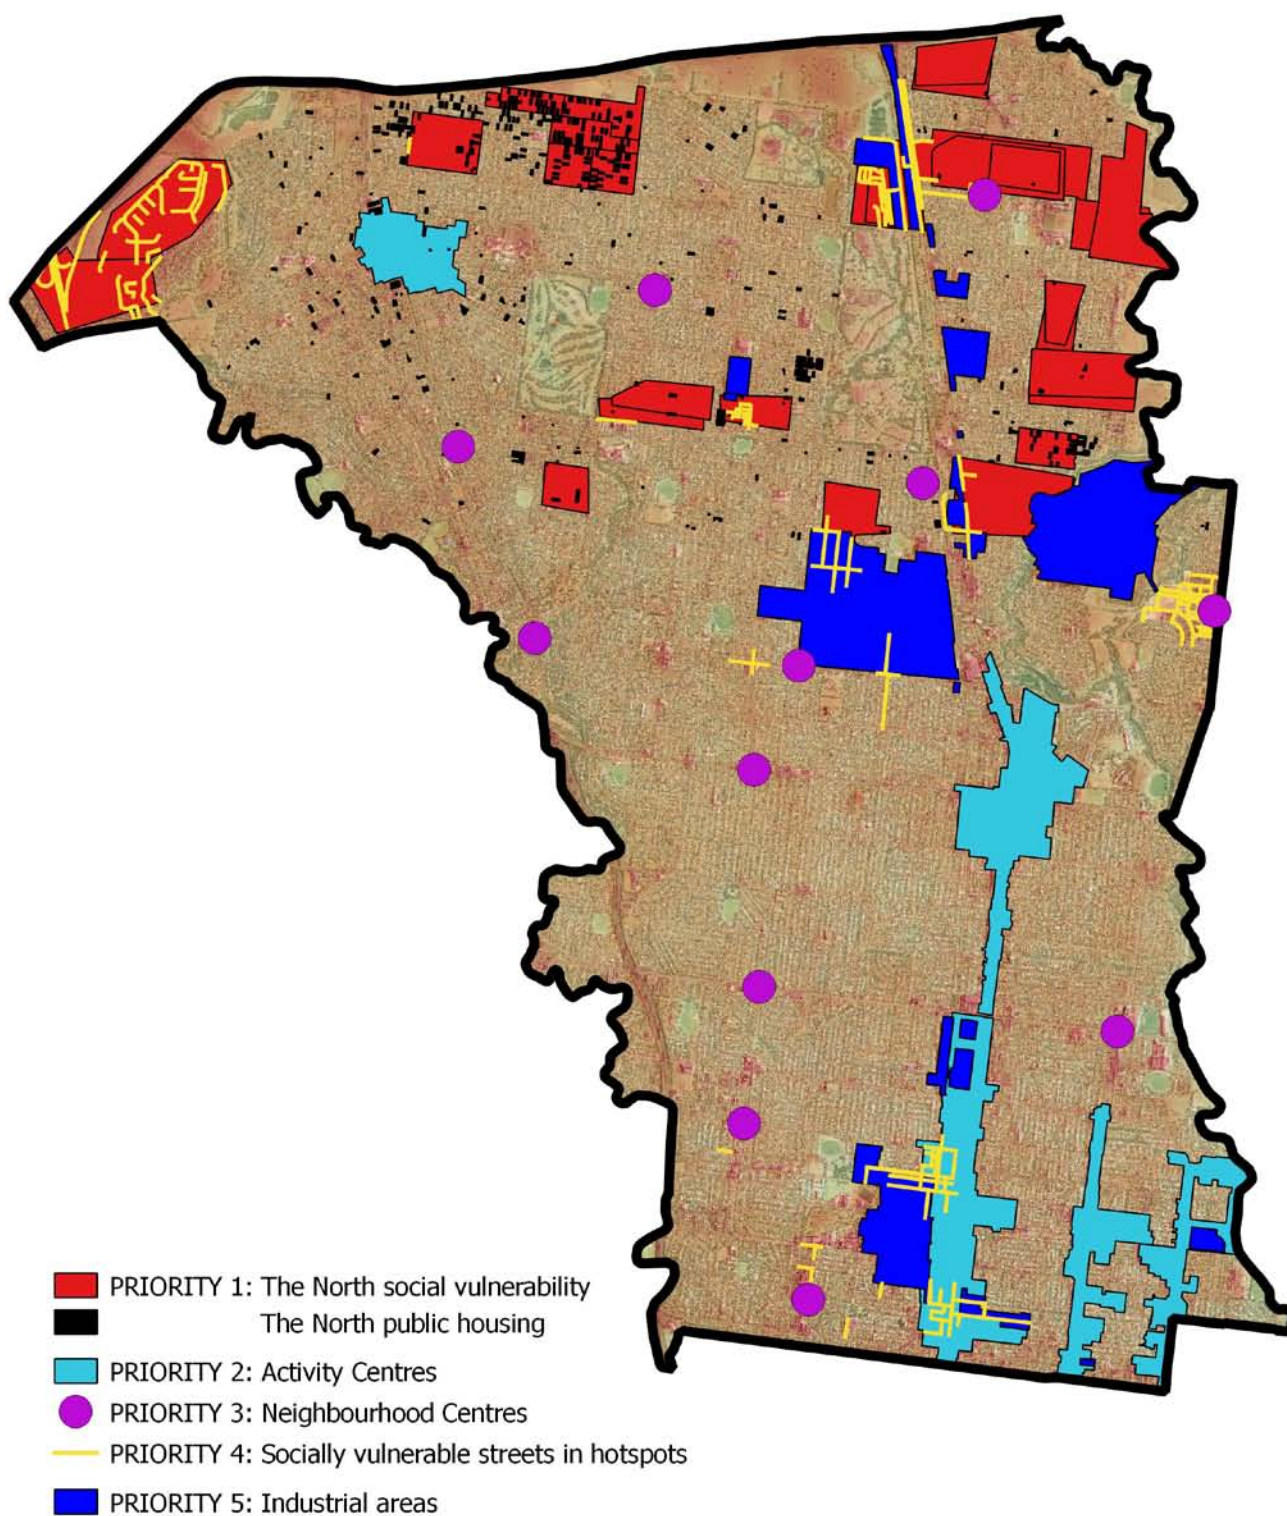 PRIORITY 1: The North social vulnerability
The North public housing
PRIORITY 2: Activity Centres
PRIORITY 3: Neighbourhood Centres
PRIORITY 4: Socially vulnerable streets in hotspots
PRIORITY 5: Industrial areas